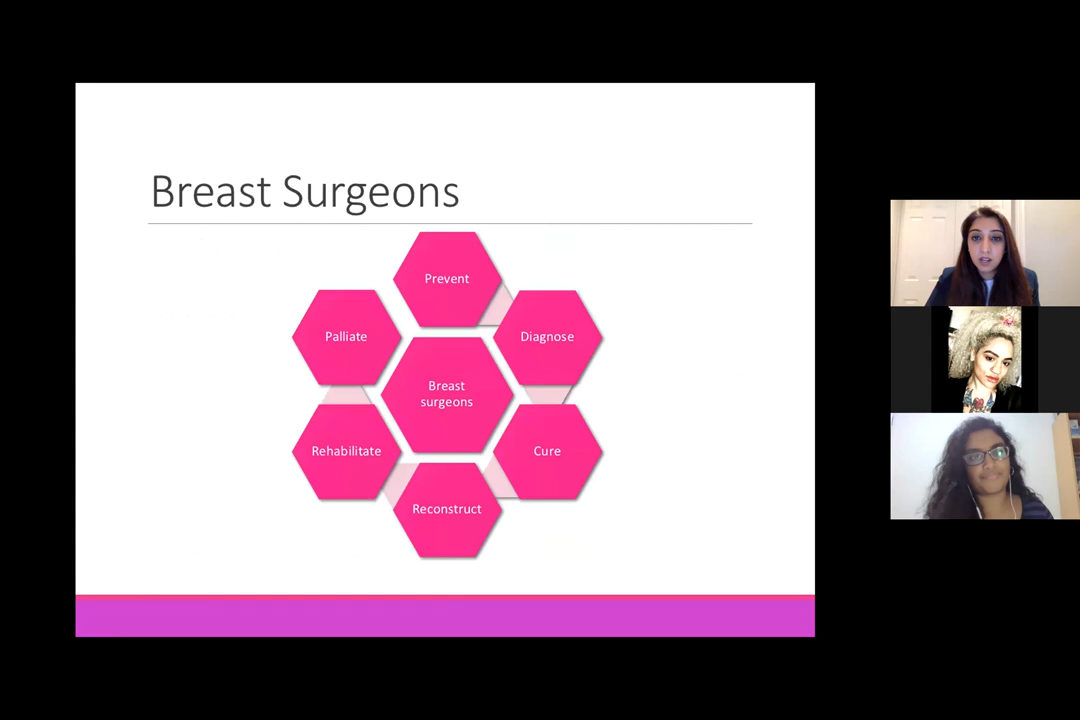 Breast Surgeons
Prevent
Diagnose
Cure
Reconstruct
Rehabilitate
Palliate
Breast
surgeons